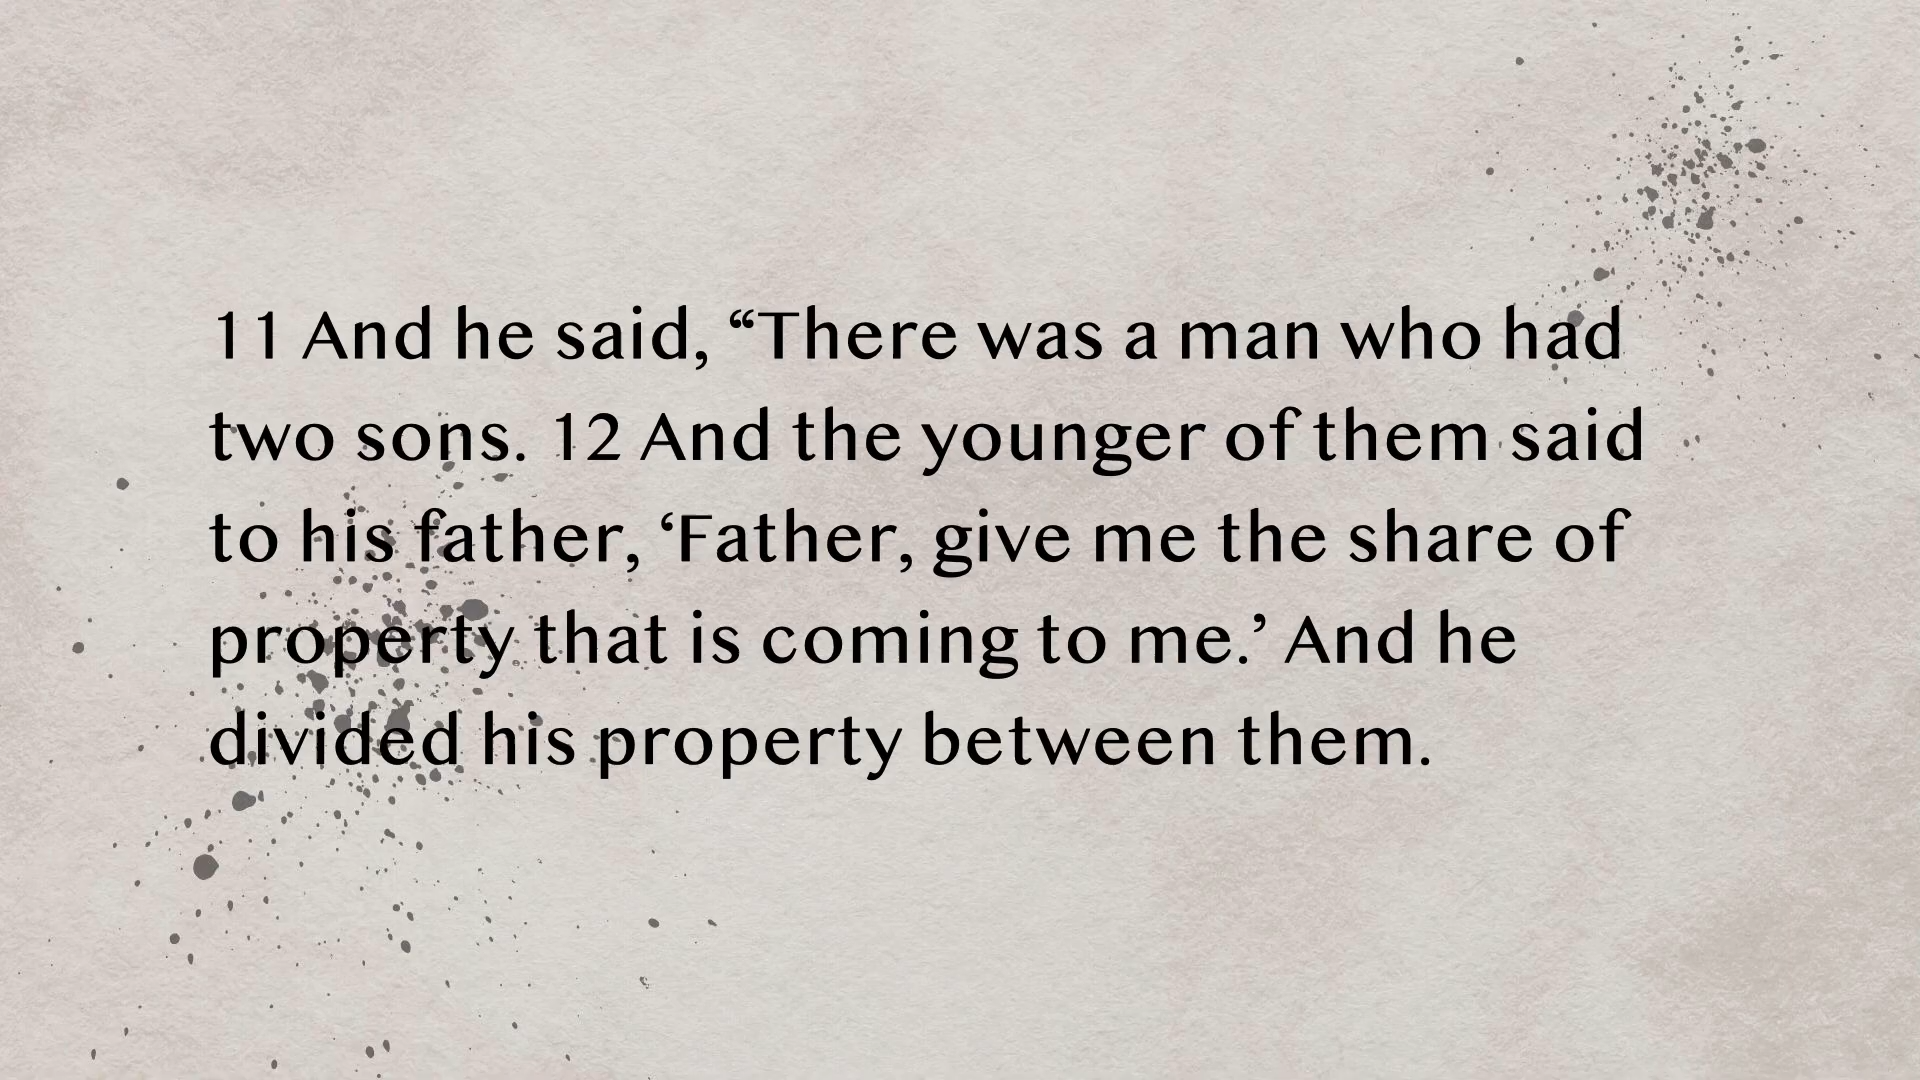 11 And he said, “There was a man who had
two sons. 12 And the younger of them said
to his father, ‘Father, give me the share of
property that is coming to me.’ And he
divided his property between them.